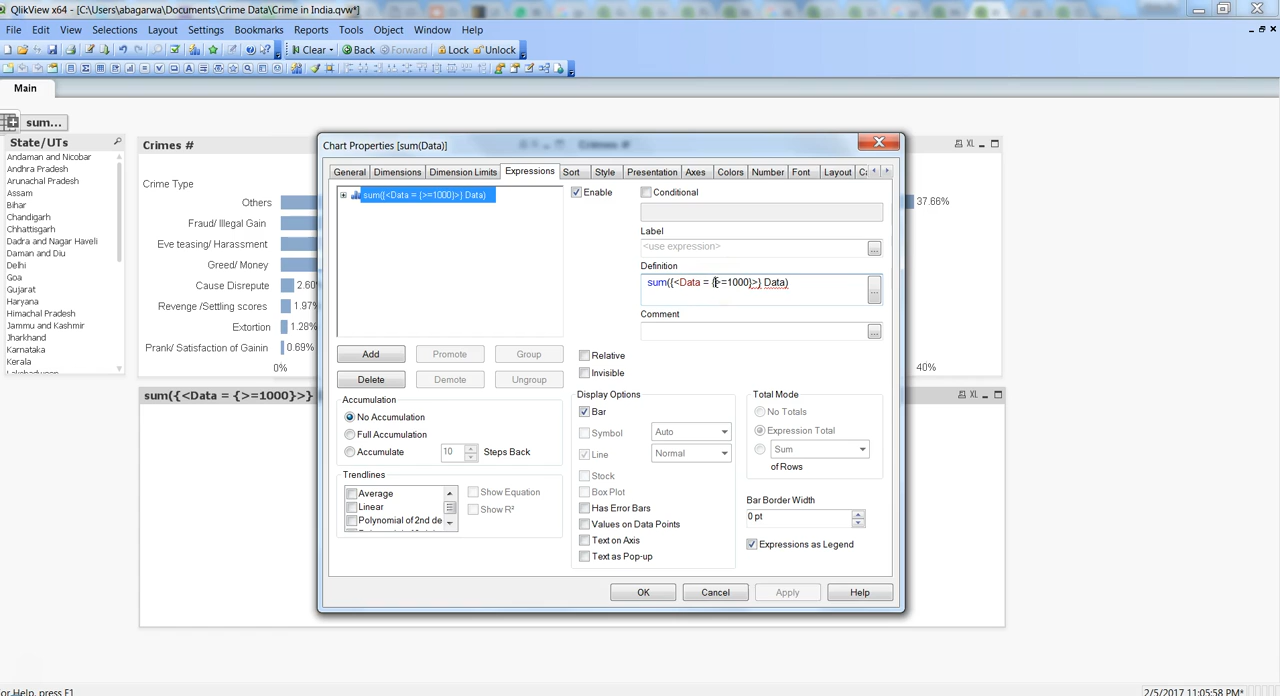 QlikView x64 - [C:\Users\abagarwa\Documents\Crime Data\Crime in India.qvw*]
File Edit View Selections Layout Settings Bookmarks Reports Tools Object Window Help
Clear Back Forward Lock Unlock
Main
sum...
State/UTs
Andaman and Nicobar
Andhra Pradesh
Arunachal Pradesh
Assam
Bihar
Chandigarh
Chhattisgarh
Dadra and Nagar Haveli
Daman and Diu
Delhi
Goa
Gujarat
Haryana
Himachal Pradesh
Jammu and Kashmir
Jharkhand
Karnataka
Kerala
Lakshadweep
Crimes #
XL
Crime Type
Others
37.66%
Fraud/ Illegal Gain
Eve teasing/ Harassment
Greed/ Money
Cause Disrepute
2.60
Revenge /Settling scores
1.97%
Extortion
1.28%
Prank/ Satisfaction of Gainin
0.69%
0%
40%
sum({<Data = {>=1000}>}
XL
Chart Properties [sum(Data)]
Crimes #
General Dimensions Dimension Limits Expressions Sort Style Presentation Axes Colors Number Font Layout Ca
sum({<Data = {>=1000}>} Data)
Enable
Conditional
Label
<use expression>
...
Definition
sum({<Data = {>=1000}>} Data)
...
Comment
...
Add Promote Group
Delete Demote Ungroup
Relative
Invisible
Accumulation
No Accumulation
Full Accumulation
Accumulate 10 Steps Back
Trendlines
Average
Linear
Polynomial of 2nd de
Show Equation
Show R²
Display Options
Bar
Symbol Auto
Line Normal
Stock
Box Plot
Has Error Bars
Values on Data Points
Text on Axis
Text as Pop-up
Total Mode
No Totals
Expression Total
Sum
of Rows
Bar Border Width
0 pt
Expressions as Legend
OK Cancel Apply Help
or Help, press F1
2/5/2017 11:05:58 PM*